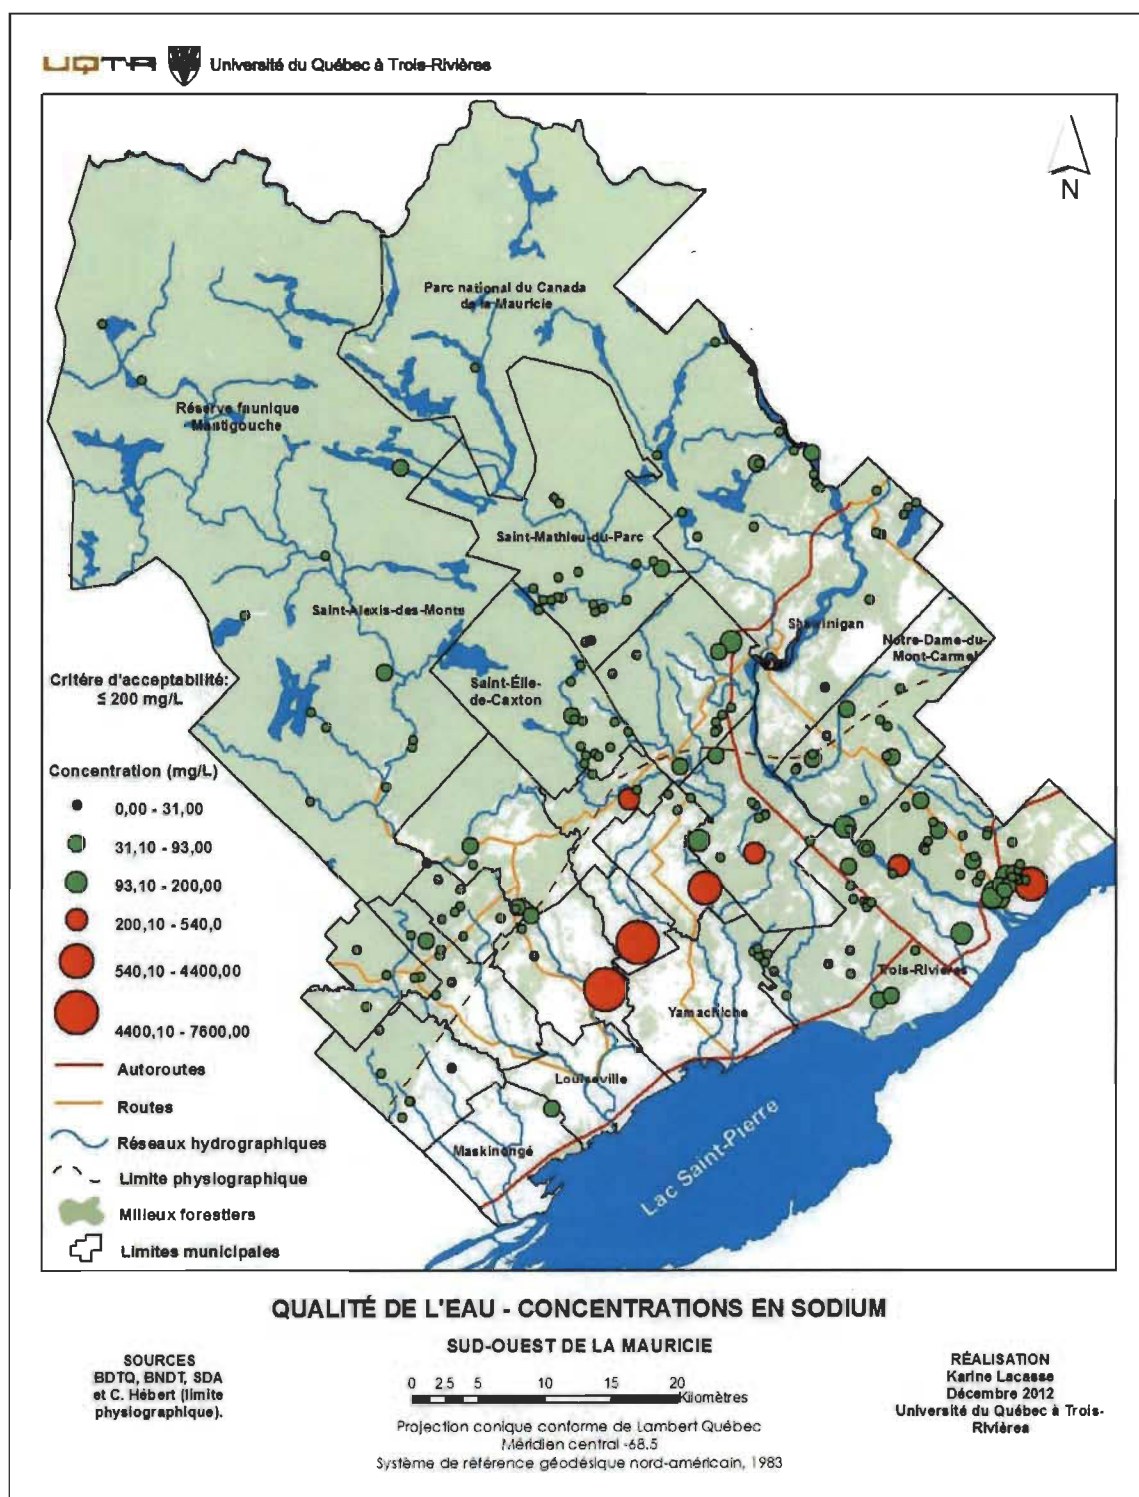 UQTR Université du Québec à Trois-Rivières
N
Parc national du Canada
de la Mauricie
Réserve faunique
Mastigouche
Saint-Mathieu-du-Parc
Saint-Alexis-des-Monts
Shawinigan
Notre-Dame-du-
Mont-Carmel
Saint-Élie-
de-Caxton
Trois-Rivières
Yamachiche
Louiseville
Maskinongé
Lac Saint-Pierre
Critère d'acceptabilité:
≤ 200 mg/L
Concentration (mg/L)
0,00 - 31,00
31,10 - 93,00
93,10 - 200,00
200,10 - 540,0
540,10 - 4400,00
4400,10 - 7600,00
Autoroutes
Routes
Réseaux hydrographiques
Limite physiographique
Milieux forestiers
Limites municipales
QUALITÉ DE L'EAU - CONCENTRATIONS EN SODIUM
SUD-OUEST DE LA MAURICIE
SOURCES
BDTQ, BNDT, SDA
et C. Hébert (limite
physiographique).
0 2.5 5 10 15 20
Kilomètres
Projection conique conforme de Lambert Québec
Méridien central -68.5
Système de référence géodésique nord-américain, 1983
RÉALISATION
Karine Lacasse
Décembre 2012
Université du Québec à Trois-
Rivières